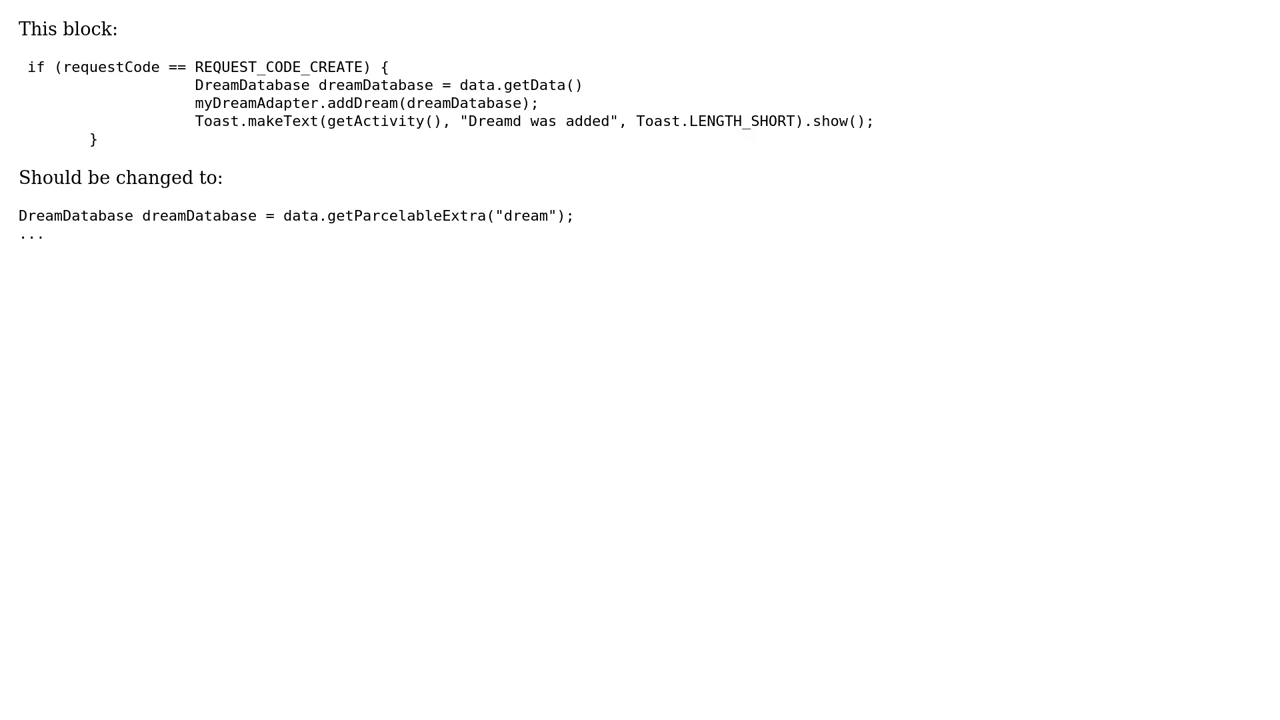 This block:
if (requestCode == REQUEST_CODE_CREATE) {
DreamDatabase dreamDatabase = data.getData()
myDreamAdapter.addDream(dreamDatabase);
Toast.makeText(getActivity(), "Dreamd was added", Toast.LENGTH_SHORT).show();
}
Should be changed to:
DreamDatabase dreamDatabase = data.getParcelableExtra("dream");
...